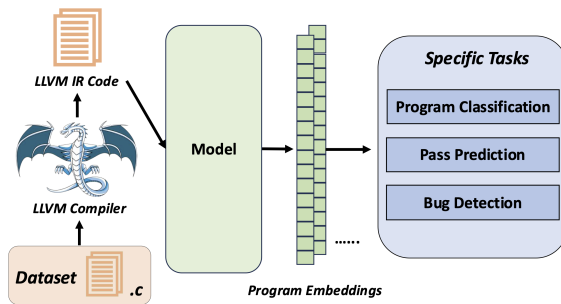 LLVM IR Code
LLVM Compiler
Dataset
.c
Model
......
Program Embeddings
Specific Tasks
Program Classification
Pass Prediction
Bug Detection